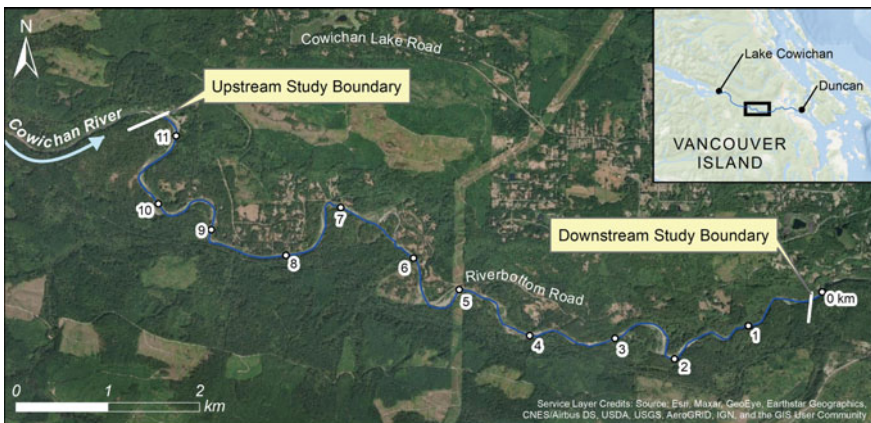 N
Cowichan Lake Road
Upstream Study Boundary
Cowichan River
Lake Cowichan
Duncan
VANCOUVER
ISLAND
11
10
9
8
7
6
5
4
3
2
1
0 km
Riverbottom Road
Downstream Study Boundary
0 1 2
km
Service Layer Credits: Source: Esri, Maxar, GeoEye, Earthstar Geographics,
CNES/Airbus DS, USDA, USGS, AeroGRID, IGN, and the GIS User Community